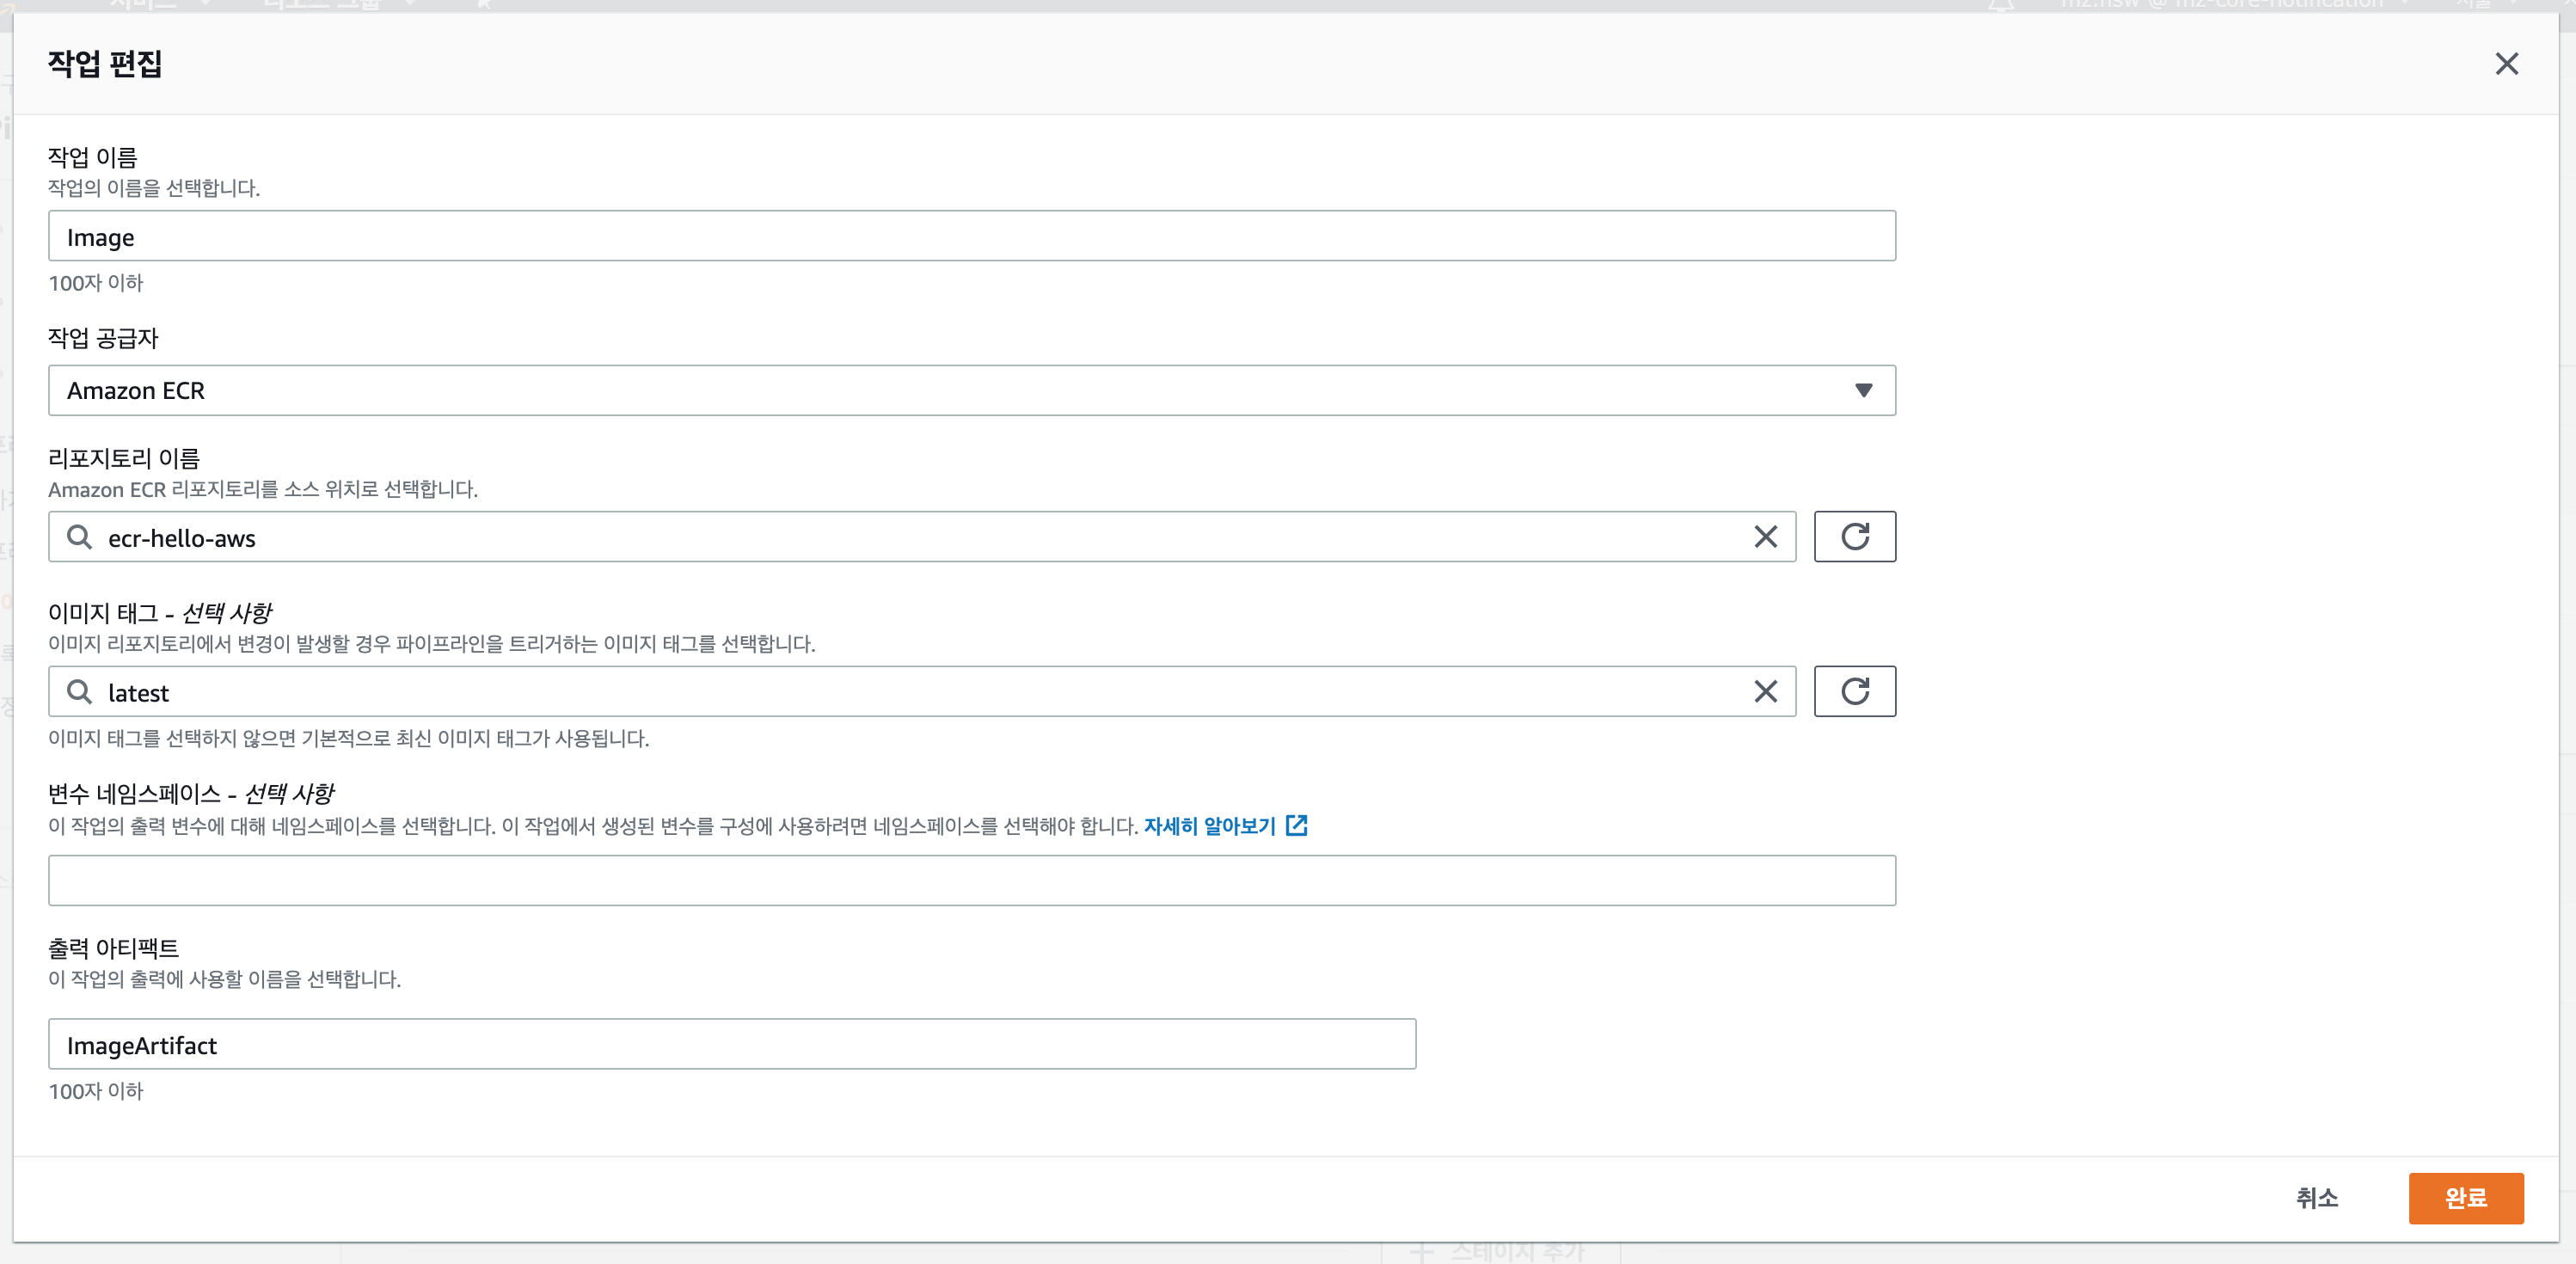 작업 편집
작업 이름
작업의 이름을 선택합니다.
Image
100자 이하
작업 공급자
Amazon ECR
리포지토리 이름
Amazon ECR 리포지토리를 소스 위치로 선택합니다.
ecr-hello-aws
이미지 태그 - 선택 사항
이미지 리포지토리에서 변경이 발생할 경우 파이프라인을 트리거하는 이미지 태그를 선택합니다.
latest
이미지 태그를 선택하지 않으면 기본적으로 최신 이미지 태그가 사용됩니다.
변수 네임스페이스 - 선택 사항
이 작업의 출력 변수에 대해 네임스페이스를 선택합니다. 이 작업에서 생성된 변수를 구성에 사용하려면 네임스페이스를 선택해야 합니다. 자세히 알아보기
출력 아티팩트
이 작업의 출력에 사용할 이름을 선택합니다.
ImageArtifact
100자 이하
취소 완료
스테이지 추가